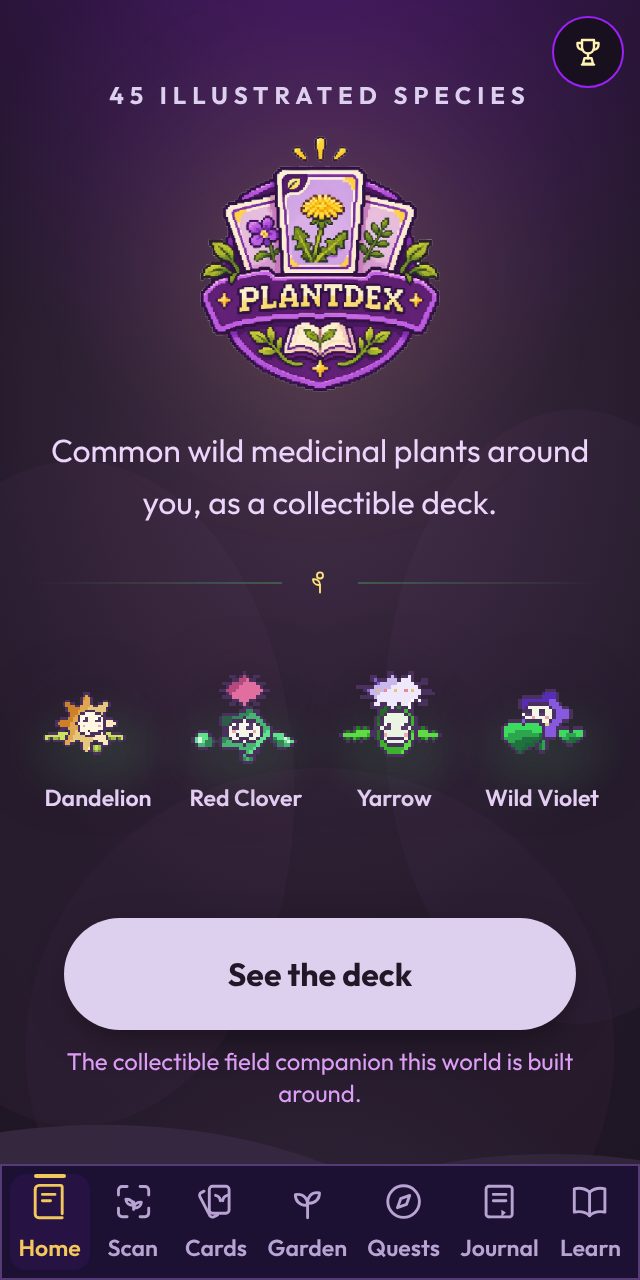 45 ILLUSTRATED SPECIES
PLANTDEX
Common wild medicinal plants around
you, as a collectible deck.
Dandelion
Red Clover
Yarrow
Wild Violet
See the deck
The collectible field companion this world is built
around.
Home
Scan
Cards
Garden
Quests
Journal
Learn